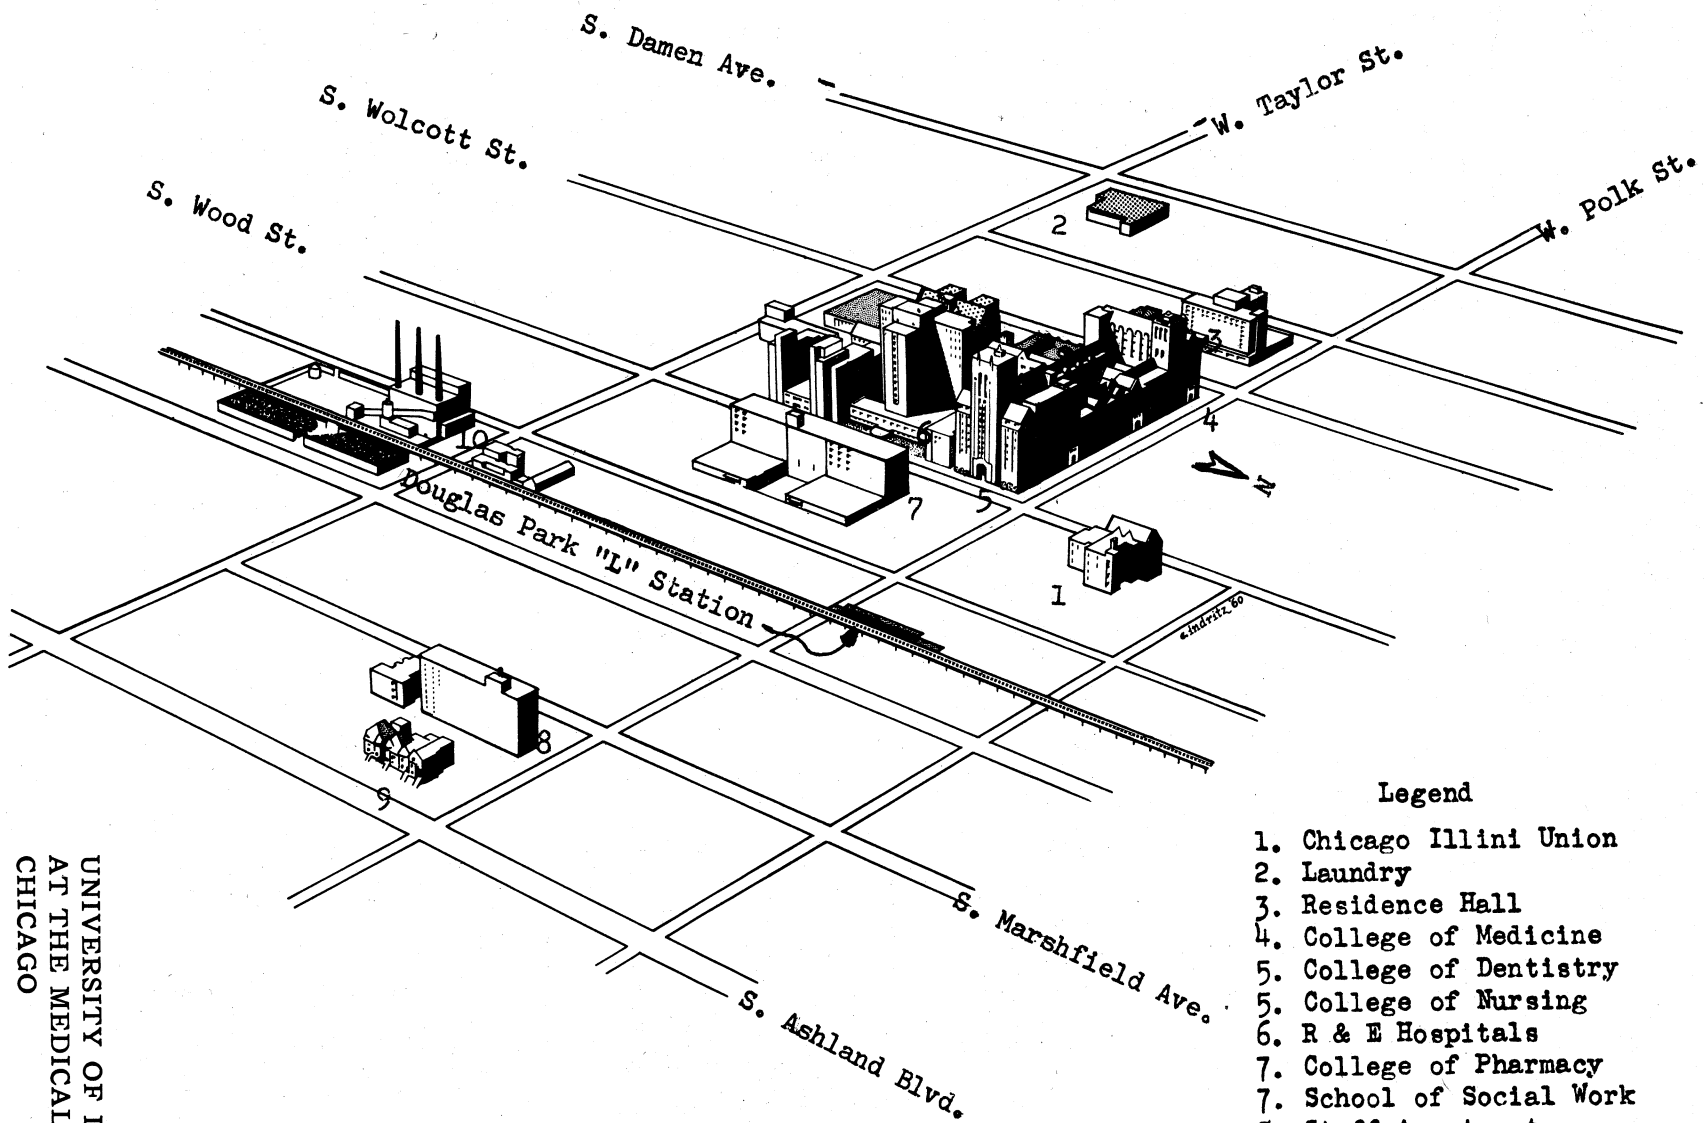 S. Damen Ave.
W. Taylor St.
S. Wolcott St.
W. Polk St.
S. Wood St.
2
3
4
10
6
7
5
N
Douglas Park "L" Station
1
8
9
UNIVERSITY OF
AT THE MEDICAL
CHICAGO
S. Marshfield Ave.
S. Ashland Blvd.
Legend
1. Chicago Illini Union
2. Laundry
3. Residence Hall
4. College of Medicine
5. College of Dentistry
5. College of Nursing
6. R & E Hospitals
7. College of Pharmacy
7. School of Social Work